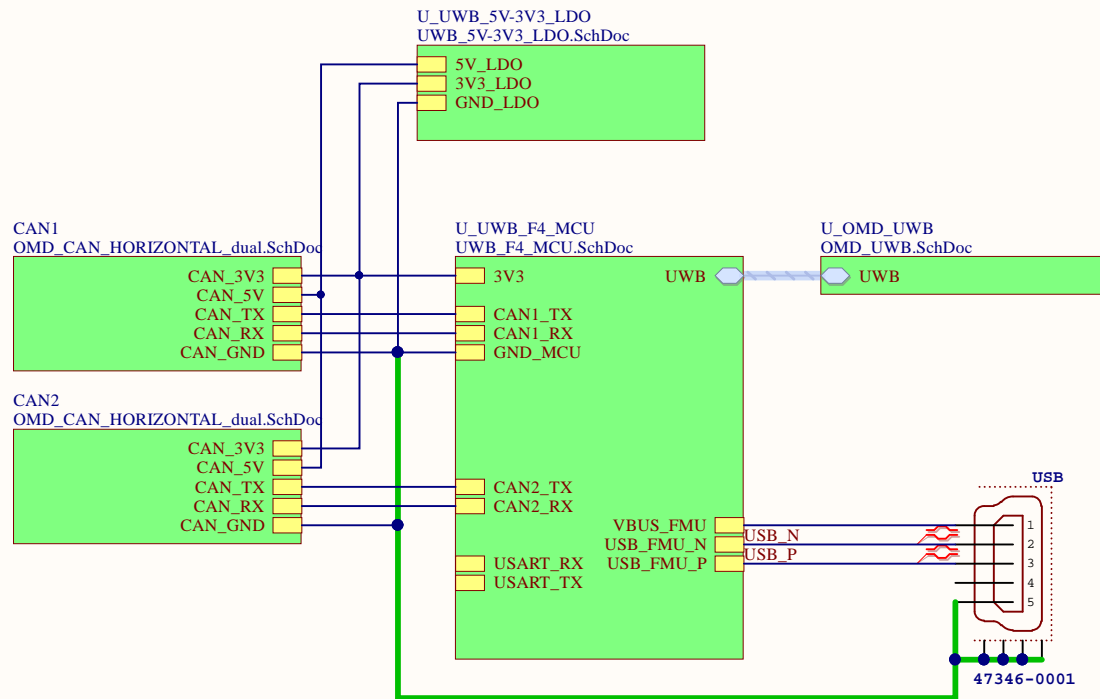 U_UWB_5V-3V3_LDO
UWB_5V-3V3_LDO.SchDoc
5V_LDO
3V3_LDO
GND_LDO
CAN1
OMD_CAN_HORIZONTAL_dual.SchDoc
CAN_3V3
CAN_5V
CAN_TX
CAN_RX
CAN_GND
CAN2
OMD_CAN_HORIZONTAL_dual.SchDoc
CAN_3V3
CAN_5V
CAN_TX
CAN_RX
CAN_GND
U_UWB_F4_MCU
UWB_F4_MCU.SchDoc
3V3
CAN1_TX
CAN1_RX
GND_MCU
CAN2_TX
CAN2_RX
USART_RX
USART_TX
UWB
VBUS_FMU
USB_FMU_N
USB_FMU_P
U_OMD_UWB
OMD_UWB.SchDoc
UWB
USB_N
USB_P
USB
1
2
3
4
5
47346-0001